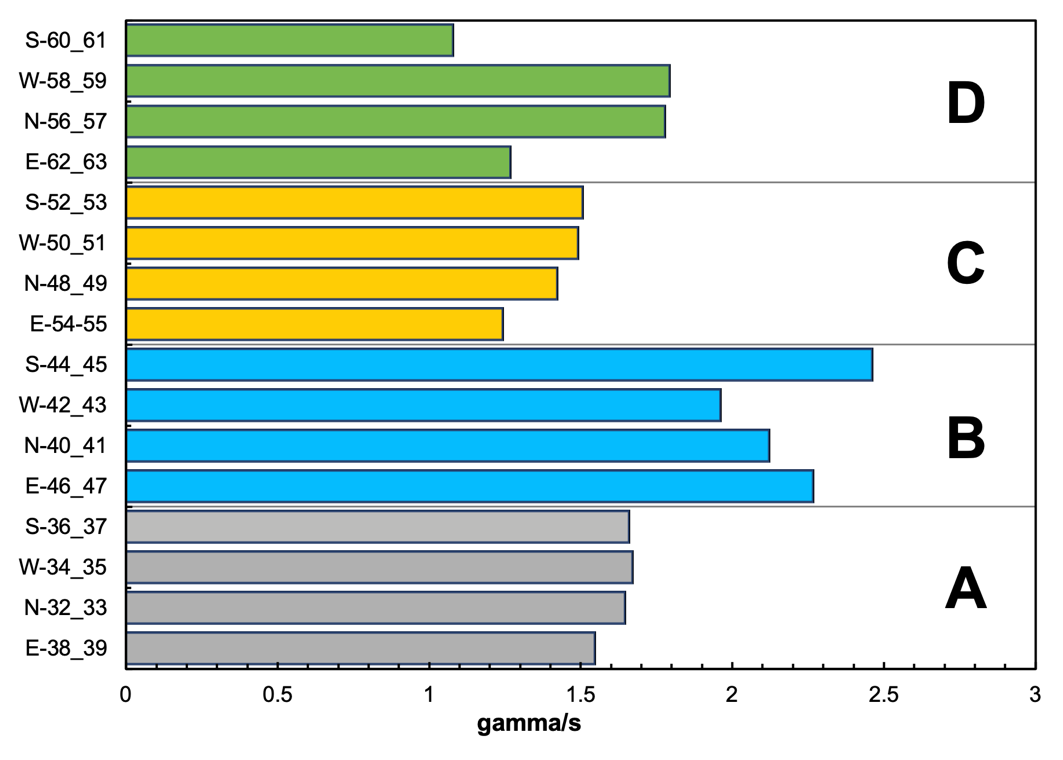 S-60_61
W-58_59
N-56_57
E-62_63
D
S-52_53
W-50_51
N-48_49
E-54-55
C
S-44_45
W-42_43
N-40_41
E-46_47
B
S-36_37
W-34_35
N-32_33
E-38_39
A
0 0.5 1 1.5 2 2.5 3
gamma/s